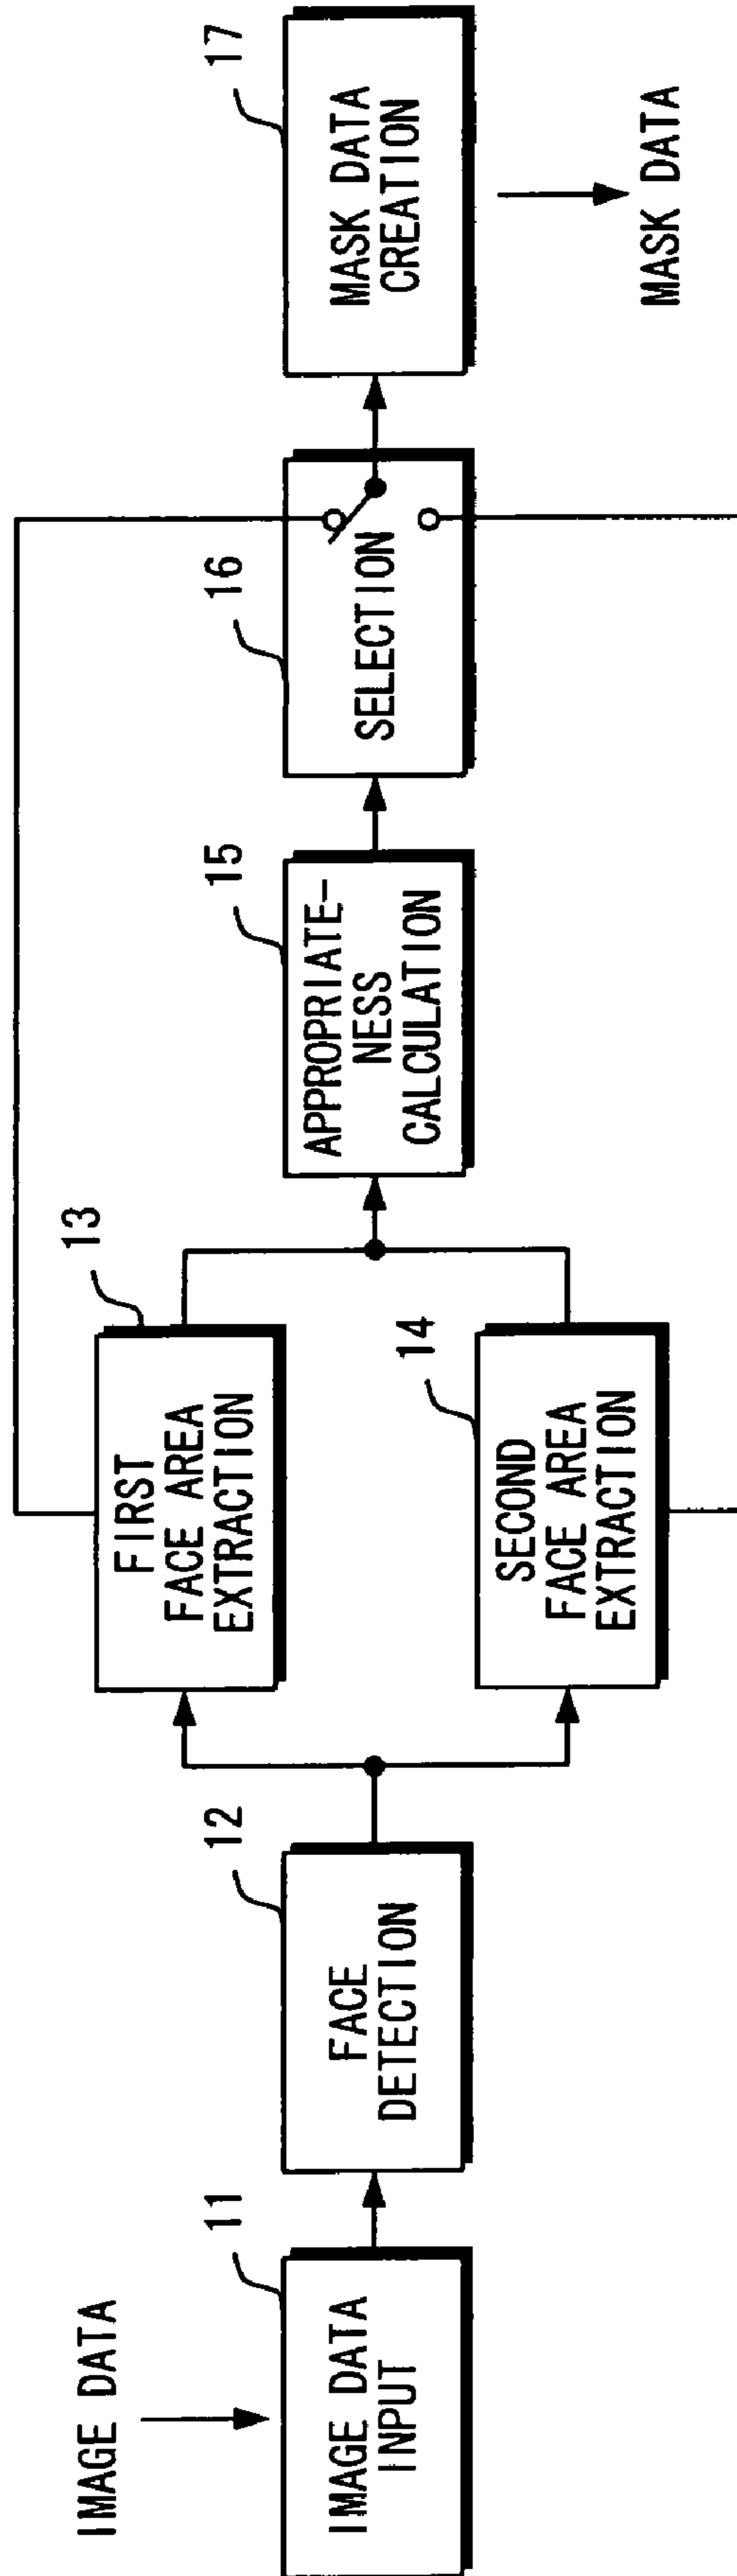 IMAGE DATA
11
IMAGE DATA
INPUT
12
FACE
DETECTION
13
FIRST
FACE AREA
EXTRACTION
14
SECOND
FACE AREA
EXTRACTION
15
APPROPRIATE-
NESS
CALCULATION
16
SELECTION
17
MASK DATA
CREATION
MASK DATA